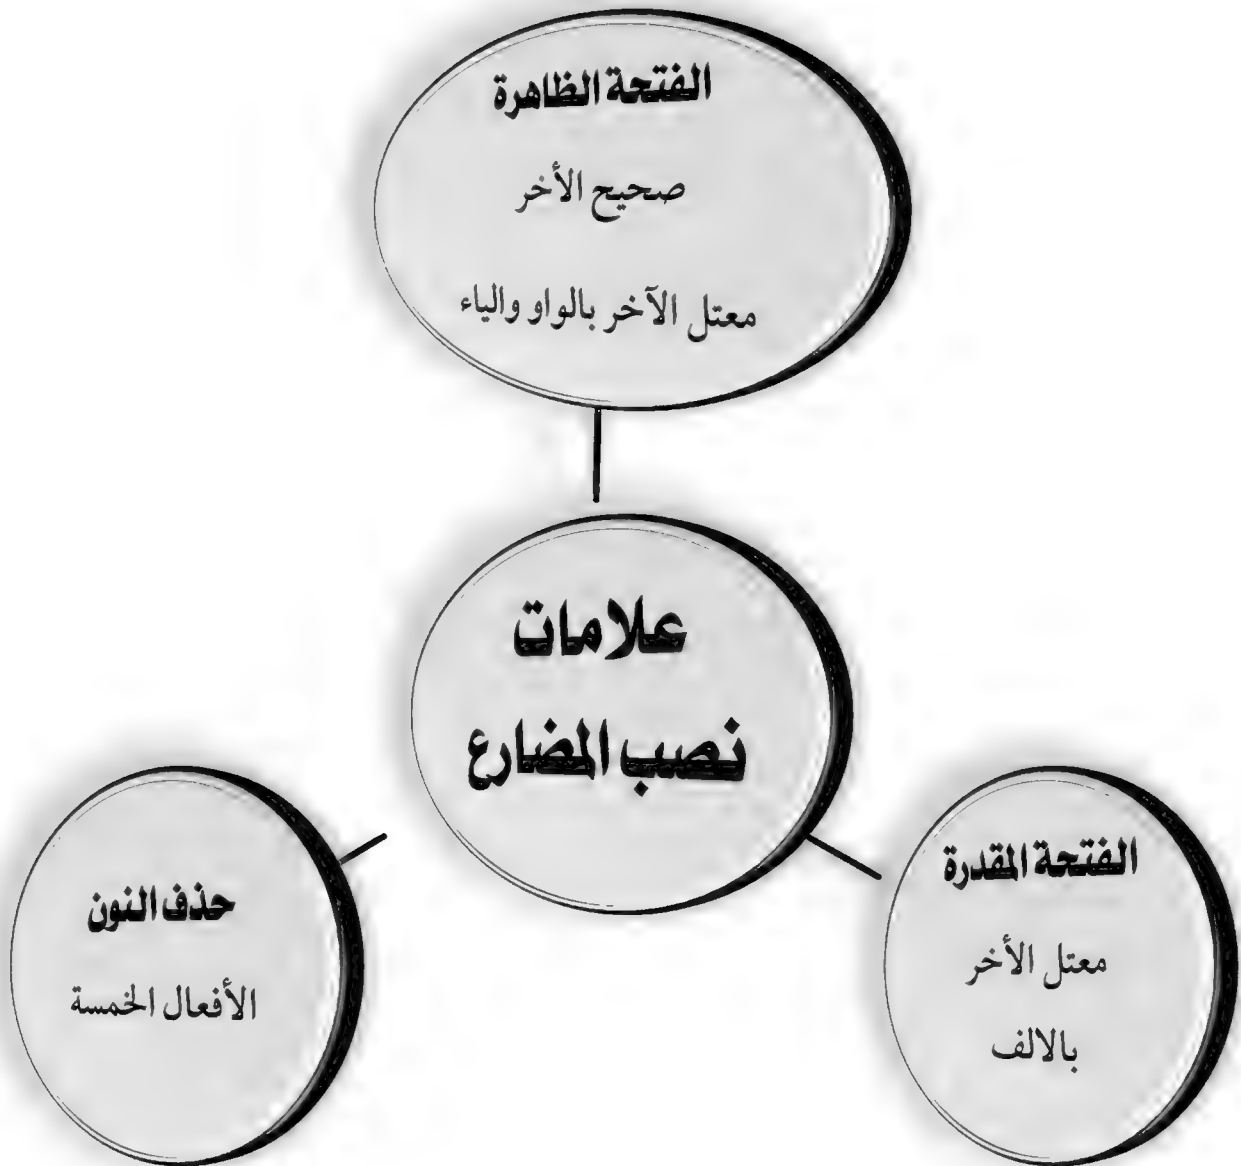 الفتحة الظاهرة
صحيح الأخر
معتل الآخر بالواو والياء
علامات
نصب المضارع
الفتحة المقدرة
معتل الأخر
بالالف
حذف النون
الأفعال الخمسة